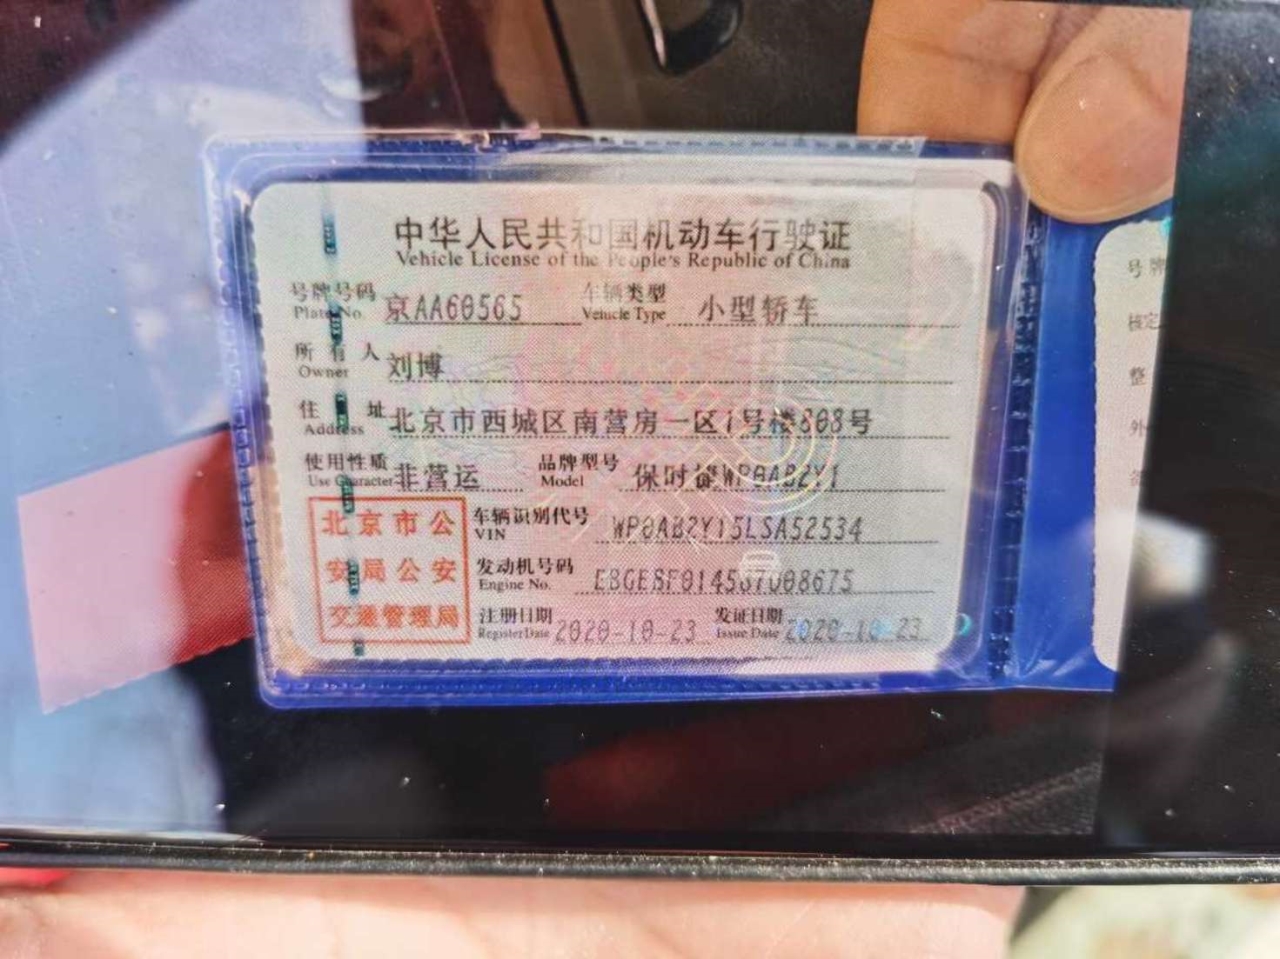 中华人民共和国机动车行驶证
Vehicle License of the People's Republic of China
号牌号码 京AA60565 车辆类型 小型轿车
Plate No. Vehicle Type
所有人 刘博
Owner
住址 北京市西城区南营房一区1号楼808号
Address
使用性质 非营运 品牌型号 保时捷WP0AB2Y1
Use Character Model
北京市公 车辆识别代号 WP0AB2Y15LSA52534
VIN
安局公安 发动机号码
Engine No.
交通管理局 注册日期 2020-10-23 发证日期 2020-10-23
Register Date Issue Date
号牌
核定
整
外